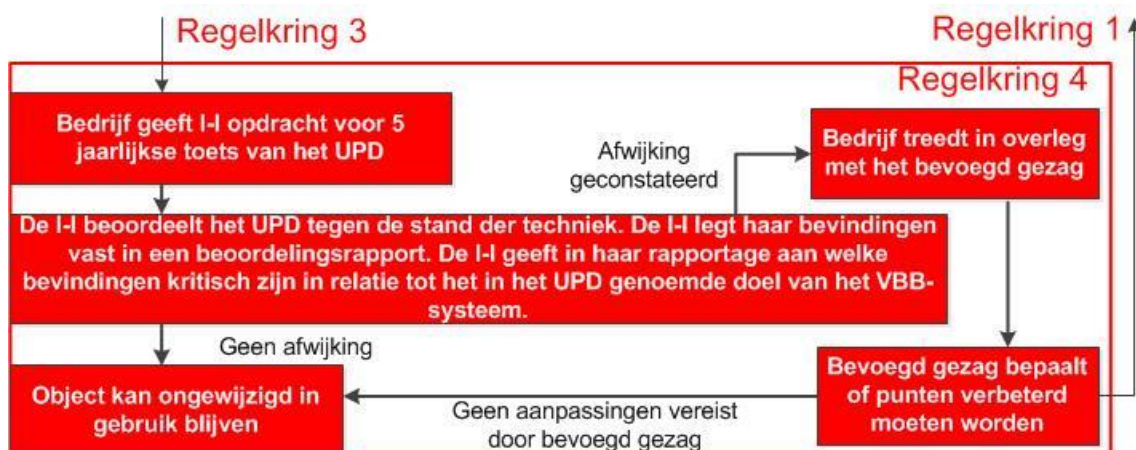 Regelkring 3
Regelkring 1
Regelkring 4
Bedrijf geeft I-I opdracht voor 5
jaarlijkse toets van het UPD
Afwijking
geconstateerd
Bedrijf treedt in overleg
met het bevoegd gezag
De I-I beoordeelt het UPD tegen de stand der techniek. De I-I legt haar bevindingen
vast in een beoordelingsrapport. De I-I geeft in haar rapportage aan welke
bevindingen kritisch zijn in relatie tot het in het UPD genoemde doel van het VBB-
systeem.
Geen afwijking
Object kan ongewijzigd in
gebruik blijven
Geen aanpassingen vereist
door bevoegd gezag
Bevoegd gezag bepaalt
of punten verbeterd
moeten worden